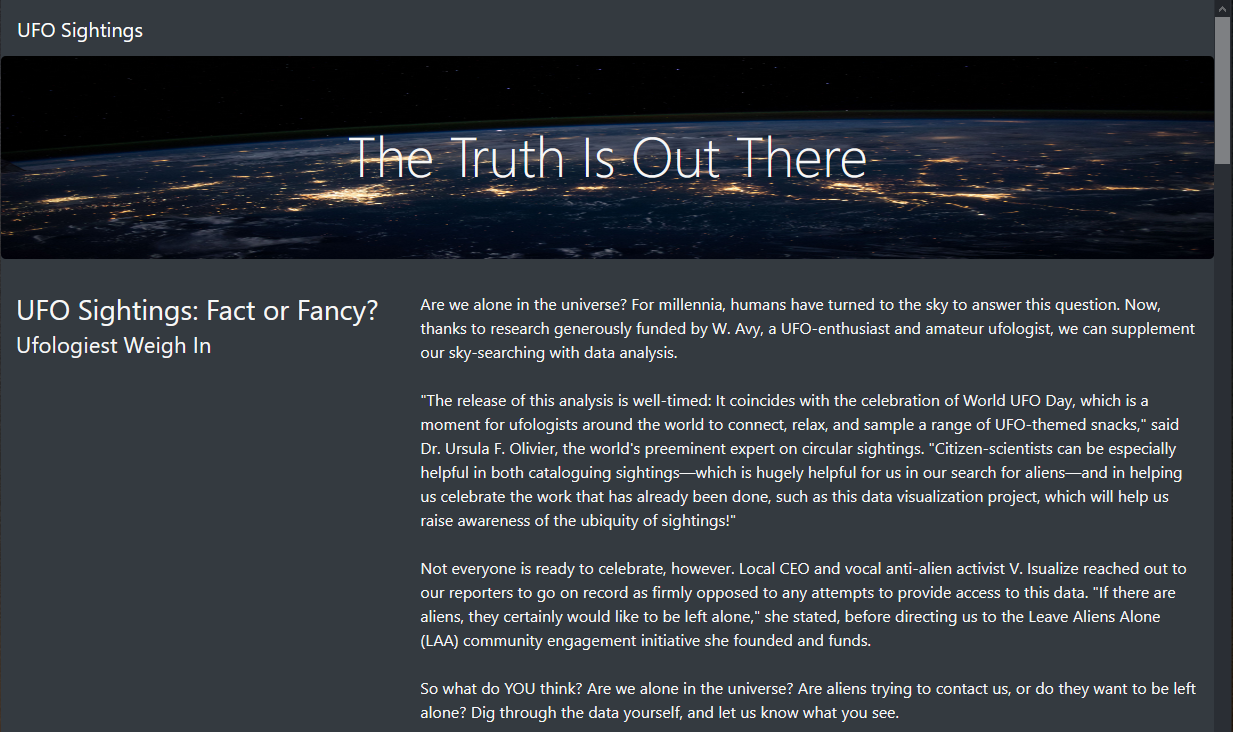 UFO Sightings
The Truth Is Out There
UFO Sightings: Fact or Fancy?
Ufologiest Weigh In
Are we alone in the universe? For millennia, humans have turned to the sky to answer this question. Now,
thanks to research generously funded by W. Avy, a UFO-enthusiast and amateur ufologist, we can supplement
our sky-searching with data analysis.
"The release of this analysis is well-timed: It coincides with the celebration of World UFO Day, which is a
moment for ufologists around the world to connect, relax, and sample a range of UFO-themed snacks," said
Dr. Ursula F. Olivier, the world's preeminent expert on circular sightings. "Citizen-scientists can be especially
helpful in both cataloguing sightings—which is hugely helpful for us in our search for aliens—and in helping
us celebrate the work that has already been done, such as this data visualization project, which will help us
raise awareness of the ubiquity of sightings!"
Not everyone is ready to celebrate, however. Local CEO and vocal anti-alien activist V. Isualize reached out to
our reporters to go on record as firmly opposed to any attempts to provide access to this data. "If there are
aliens, they certainly would like to be left alone," she stated, before directing us to the Leave Aliens Alone
(LAA) community engagement initiative she founded and funds.
So what do YOU think? Are we alone in the universe? Are aliens trying to contact us, or do they want to be left
alone? Dig through the data yourself, and let us know what you see.